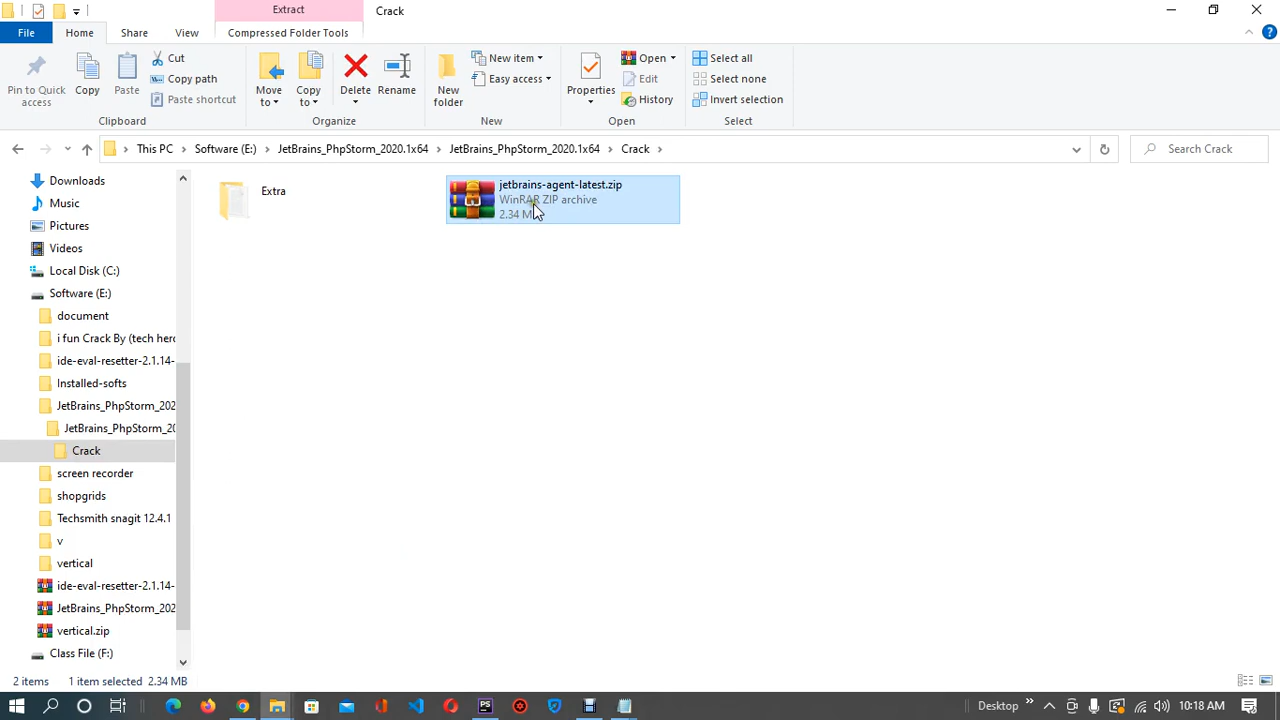 Extract
Crack
File
Home
Share
View
Compressed Folder Tools
Pin to Quick
access
Copy
Paste
Cut
Copy path
Paste shortcut
Clipboard
Move
to
Copy
to
Delete
Rename
Organize
New
folder
New item
Easy access
New
Properties
Open
Edit
History
Open
Select all
Select none
Invert selection
Select
This PC
Software (E:)
JetBrains_PhpStorm_2020.1x64
JetBrains_PhpStorm_2020.1x64
Crack
Search Crack
Downloads
Music
Pictures
Videos
Local Disk (C:)
Software (E:)
document
i fun Crack By (tech hero
ide-eval-resetter-2.1.14-
Installed-softs
JetBrains_PhpStorm_202
JetBrains_PhpStorm_20
Crack
screen recorder
shopgrids
Techsmith snagit 12.4.1
v
vertical
ide-eval-resetter-2.1.14-
JetBrains_PhpStorm_202
vertical.zip
Class File (F:)
Extra
jetbrains-agent-latest.zip
WinRAR ZIP archive
2.34 M
2 items
1 item selected 2.34 MB
PS
Desktop
10:18 AM